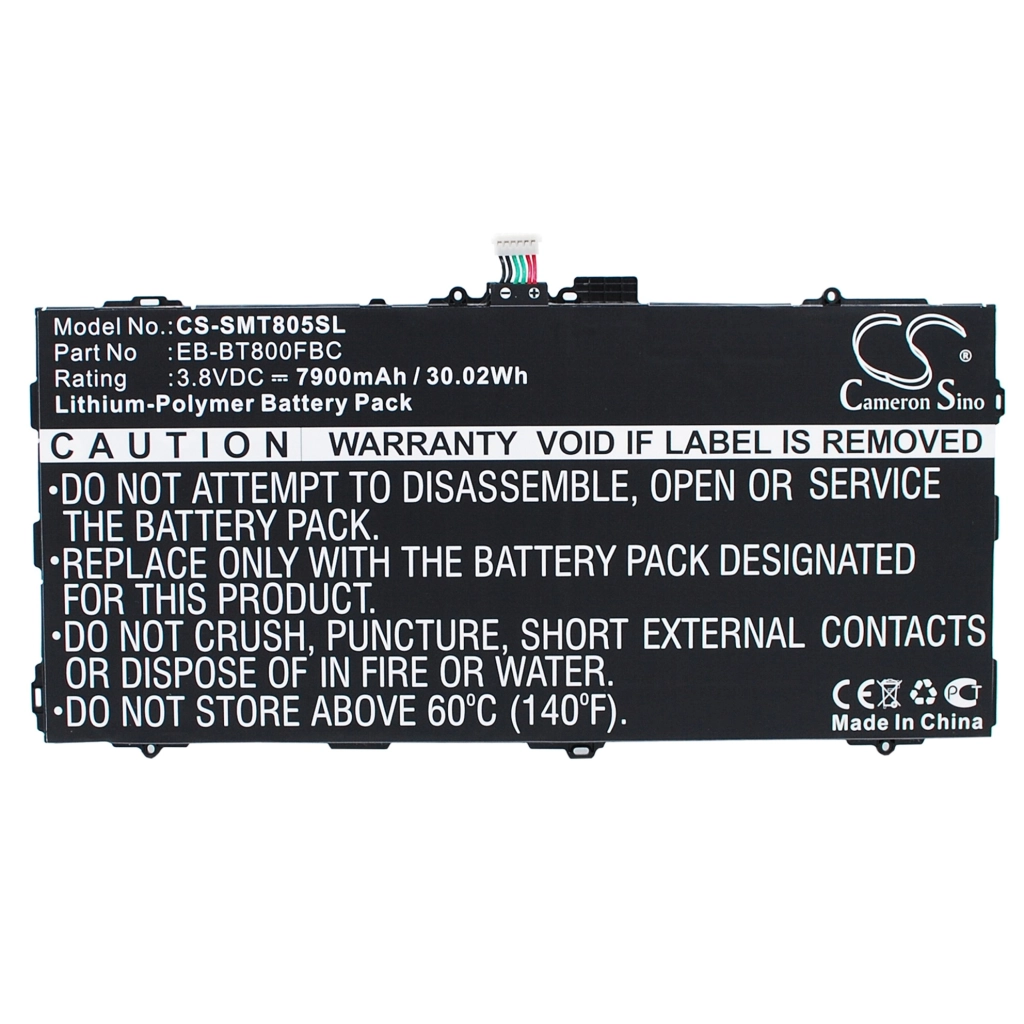 Model No.: CS-SMT805SL
Part No : EB-BT800FBC
Rating : 3.8VDC ⎓ 7900mAh / 30.02Wh
Lithium-Polymer Battery Pack
CS®
Cameron Sino
CAUTION WARRANTY VOID IF LABEL IS REMOVED
•DO NOT ATTEMPT TO DISASSEMBLE, OPEN OR SERVICE
THE BATTERY PACK.
•REPLACE ONLY WITH THE BATTERY PACK DESIGNATED
FOR THIS PRODUCT.
•DO NOT CRUSH, PUNCTURE, SHORT EXTERNAL CONTACTS
OR DISPOSE OF IN FIRE OR WATER.
•DO NOT STORE ABOVE 60°C (140°F).
CE PCT
Made In China